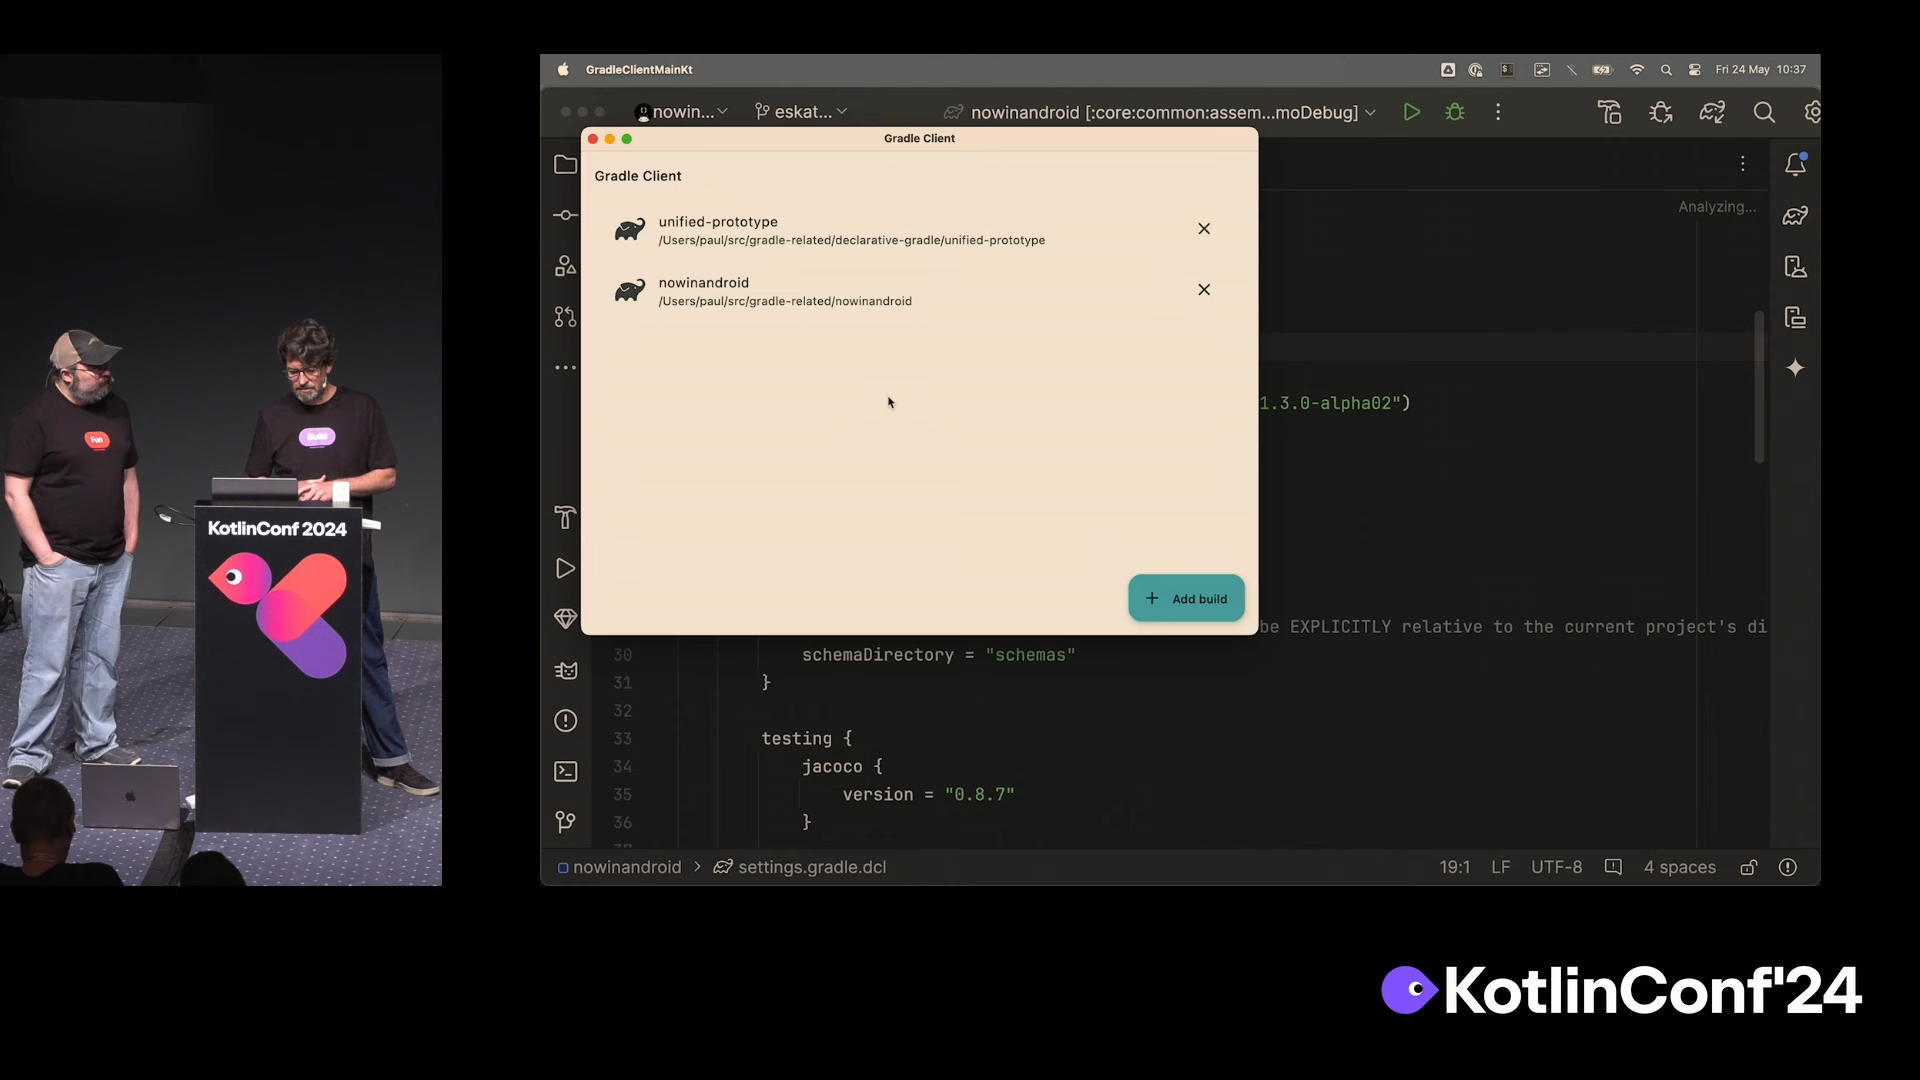 GradleClientMainKt
Fri 24 May 10:37
nowin...
eskat...
nowinandroid [:core:common:assem...moDebug]
Gradle Client
Gradle Client
unified-prototype
/Users/paul/src/gradle-related/declarative-gradle/unified-prototype
nowinandroid
/Users/paul/src/gradle-related/nowinandroid
Add build
Analyzing...
1.3.0-alpha02")
be EXPLICITLY relative to the current project's di
30 schemaDirectory = "schemas"
31 }
32
33 testing {
34 jacoco {
35 version = "0.8.7"
36 }
nowinandroid > settings.gradle.dcl
19:1 LF UTF-8 4 spaces
Fun
Build
KotlinConf 2024
KotlinConf'24